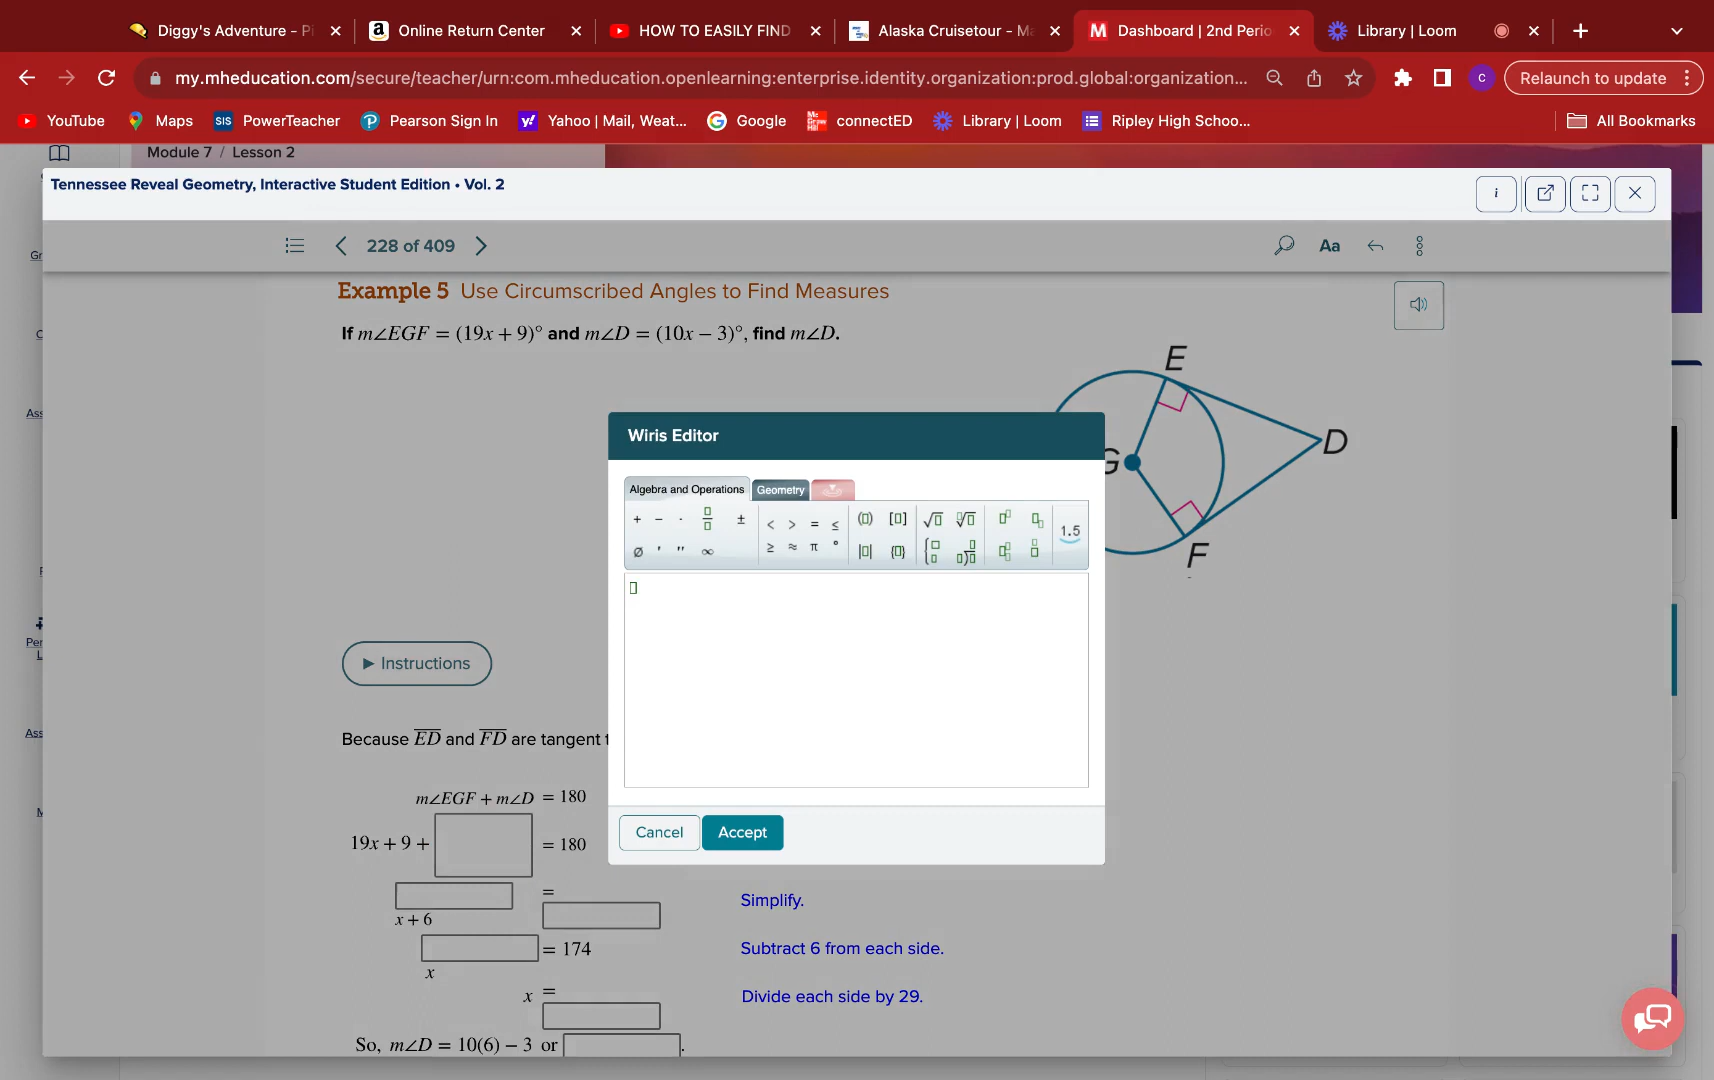 Diggy's Adventure - Pi
Online Return Center
HOW TO EASILY FIND
Alaska Cruisetour - Ma
Dashboard | 2nd Perio
Library | Loom
my.mheducation.com/secure/teacher/urn:com.mheducation.openlearning:enterprise.identity.organization:prod.global:organization...
C
Relaunch to update
YouTube
Maps
SIS PowerTeacher
Pearson Sign In
Yahoo | Mail, Weat...
Google
connectED
Library | Loom
Ripley High Schoo...
All Bookmarks
Module 7 / Lesson 2
Tennessee Reveal Geometry, Interactive Student Edition • Vol. 2
i
228 of 409
Aa
Example 5 Use Circumscribed Angles to Find Measures
If m∠EGF = (19x + 9)° and m∠D = (10x − 3)°, find m∠D.
E
G
D
F
Wiris Editor
Algebra and Operations
Geometry
+ − · ±
< > = ≤
1.5
∅ ' '' ∞
≥ ≈ π °
Instructions
Because ED and FD are tangent t
m∠EGF + m∠D = 180
19x + 9 + = 180
Cancel
Accept
=
Simplify.
x + 6
= 174
Subtract 6 from each side.
x
x =
Divide each side by 29.
So, m∠D = 10(6) − 3 or .